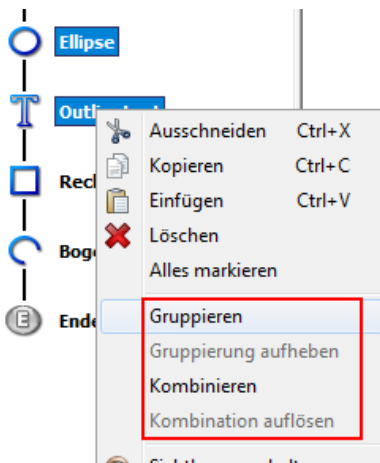 Ellipse
Ausschneiden Ctrl+X
Kopieren Ctrl+C
Einfügen Ctrl+V
Löschen
Alles markieren
Gruppieren
Gruppierung aufheben
Kombinieren
Kombination auflösen
E